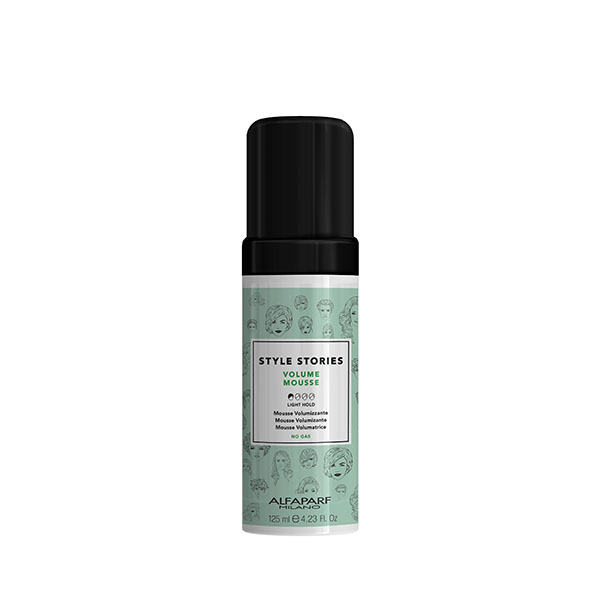 STYLE STORIES
VOLUME
MOUSSE
LIGHT HOLD
Mousse Volumizzante
Mousse Volumizante
Mousse Volumatrice
NO GAS
ALFAPARF
MILANO
125 ml ℮ 4.23 fl. Oz